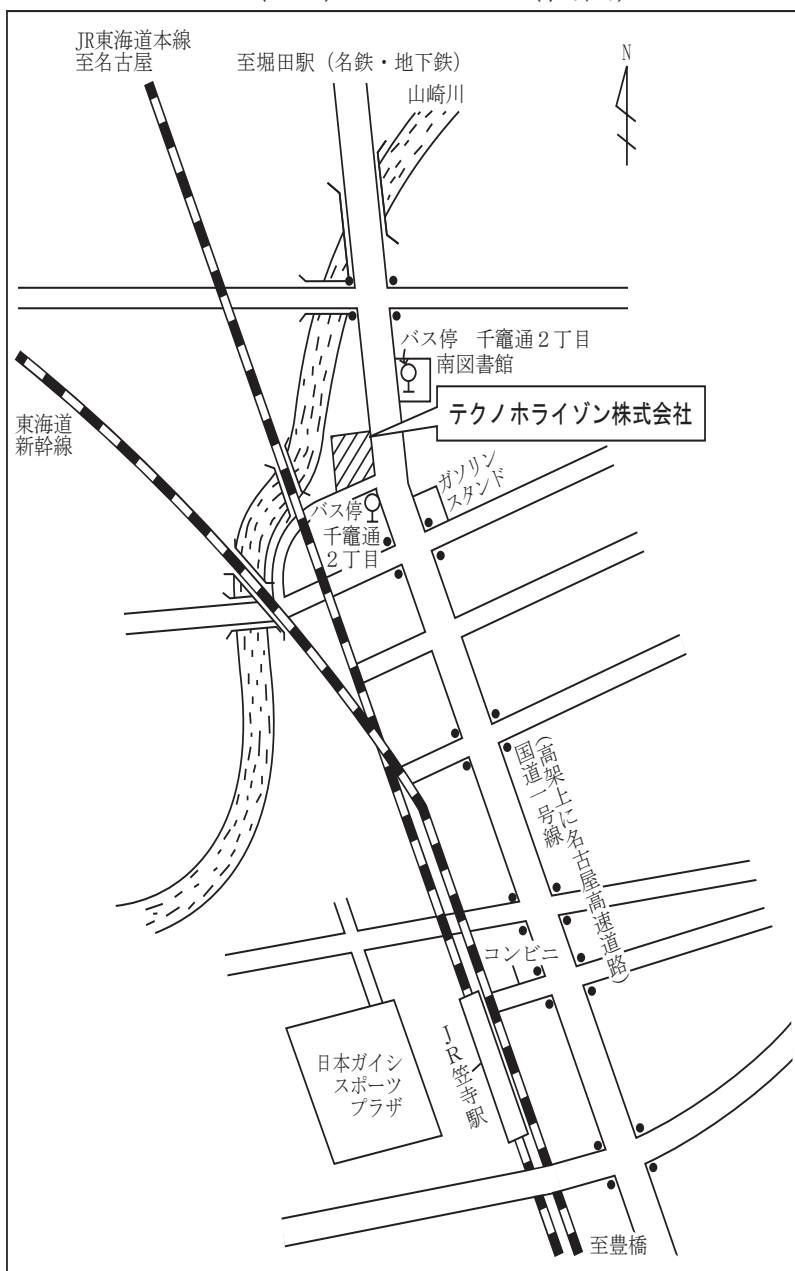 JR東海道本線
至名古屋
至堀田駅（名鉄・地下鉄）
山崎川
N
バス停　千竈通２丁目
南図書館
テクノホライゾン株式会社
東海道
新幹線
ガソリン
スタンド
バス停
千竈通
２丁目
国道一号線
（高架上に名古屋高速道路）
コンビニ
JR笠寺駅
日本ガイシ
スポーツ
プラザ
至豊橋